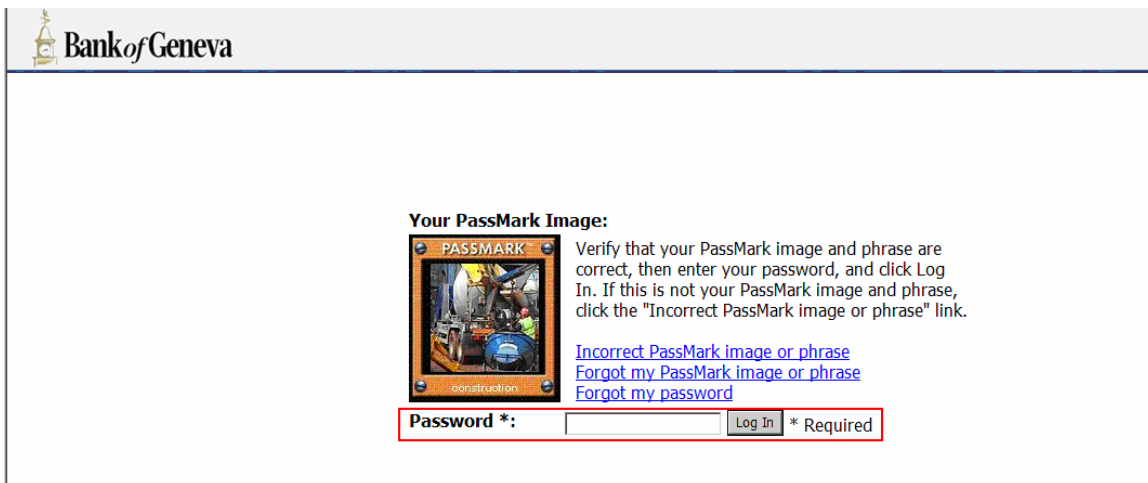 Bank of Geneva
Your PassMark Image:
PASSMARK
construction
Verify that your PassMark image and phrase are
correct, then enter your password, and click Log
In. If this is not your PassMark image and phrase,
click the "Incorrect PassMark image or phrase" link.
Incorrect PassMark image or phrase
Forgot my PassMark image or phrase
Forgot my password
Password *: Log In * Required